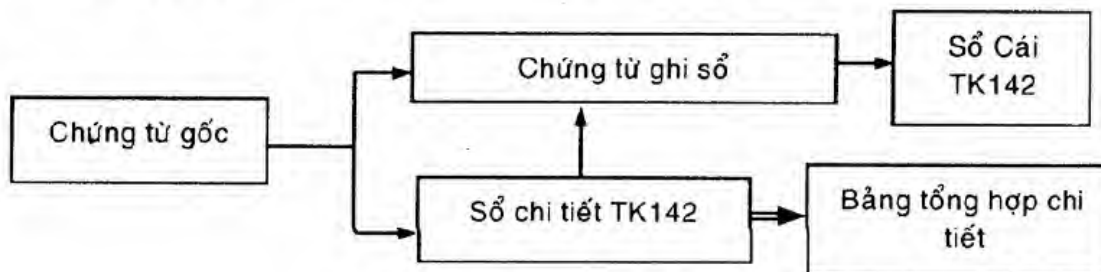 Chứng từ gốc
Chứng từ ghi sổ
Sổ Cái
TK142
Sổ chi tiết TK142
Bảng tổng hợp chi
tiết